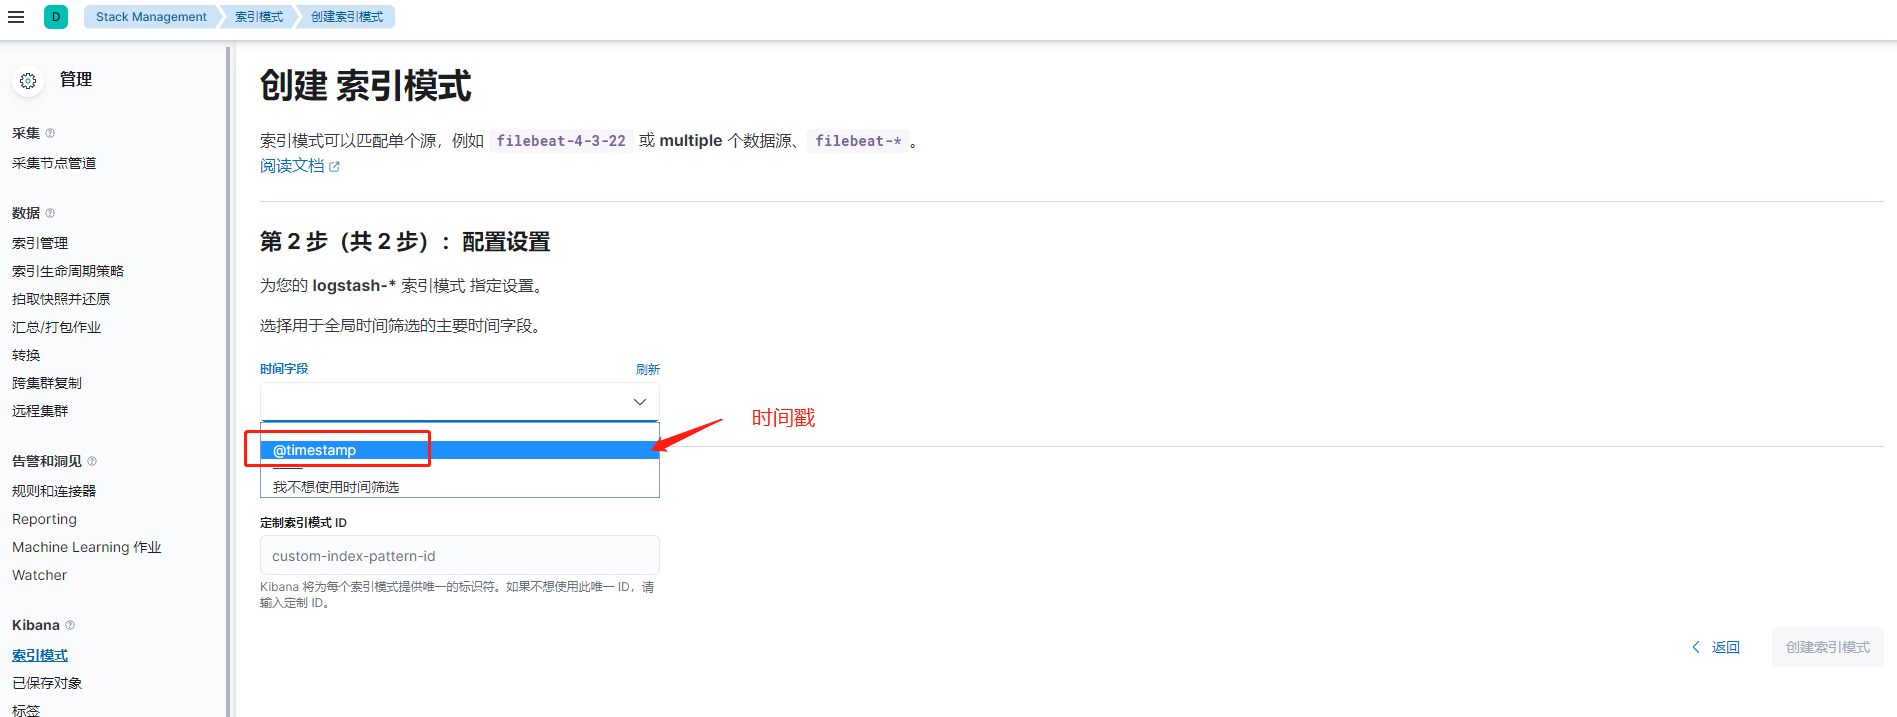 D Stack Management 索引模式 创建索引模式
管理
采集
采集节点管道
数据
索引管理
索引生命周期策略
拍取快照并还原
汇总/打包作业
转换
跨集群复制
远程集群
告警和洞见
规则和连接器
Reporting
Machine Learning 作业
Watcher
Kibana
索引模式
已保存对象
标签
创建 索引模式
索引模式可以匹配单个源，例如 filebeat-4-3-22 或 multiple 个数据源、 filebeat-* 。
阅读文档
第 2 步（共 2 步）：配置设置
为您的 logstash-* 索引模式 指定设置。
选择用于全局时间筛选的主要时间字段。
时间字段 刷新
@timestamp
时间戳
我不想使用时间筛选
定制索引模式 ID
custom-index-pattern-id
Kibana 将为每个索引模式提供唯一的标识符。如果不想使用此唯一 ID，请
输入定制 ID。
返回 创建索引模式